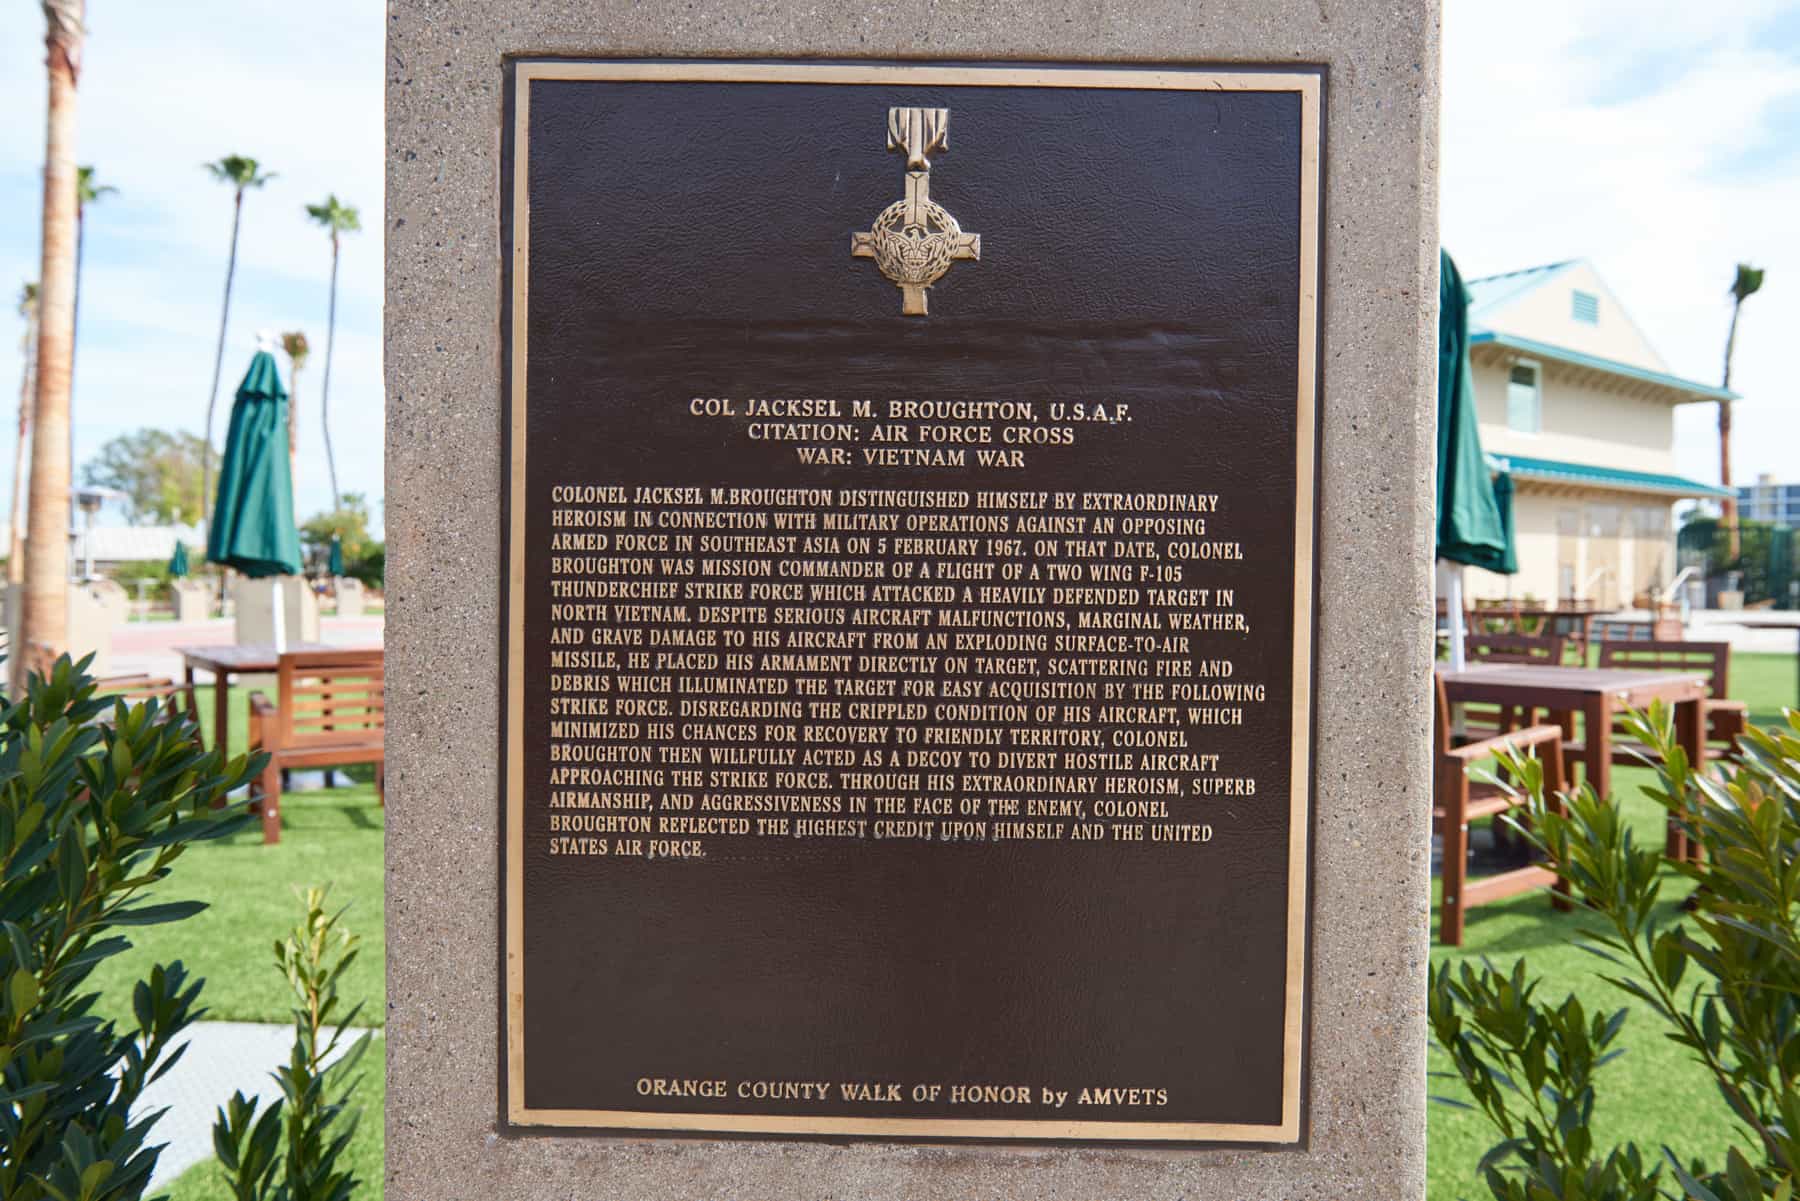 COL JACKSEL M. BROUGHTON, U.S.A.F.
CITATION: AIR FORCE CROSS
WAR: VIETNAM WAR
COLONEL JACKSEL M.BROUGHTON DISTINGUISHED HIMSELF BY EXTRAORDINARY
HEROISM IN CONNECTION WITH MILITARY OPERATIONS AGAINST AN OPPOSING
ARMED FORCE IN SOUTHEAST ASIA ON 5 FEBRUARY 1967. ON THAT DATE, COLONEL
BROUGHTON WAS MISSION COMMANDER OF A FLIGHT OF A TWO WING F-105
THUNDERCHIEF STRIKE FORCE WHICH ATTACKED A HEAVILY DEFENDED TARGET IN
NORTH VIETNAM. DESPITE SERIOUS AIRCRAFT MALFUNCTIONS, MARGINAL WEATHER,
AND GRAVE DAMAGE TO HIS AIRCRAFT FROM AN EXPLODING SURFACE-TO-AIR
MISSILE, HE PLACED HIS ARMAMENT DIRECTLY ON TARGET, SCATTERING FIRE AND
DEBRIS WHICH ILLUMINATED THE TARGET FOR EASY ACQUISITION BY THE FOLLOWING
STRIKE FORCE. DISREGARDING THE CRIPPLED CONDITION OF HIS AIRCRAFT, WHICH
MINIMIZED HIS CHANCES FOR RECOVERY TO FRIENDLY TERRITORY, COLONEL
BROUGHTON THEN WILLFULLY ACTED AS A DECOY TO DIVERT HOSTILE AIRCRAFT
APPROACHING THE STRIKE FORCE. THROUGH HIS EXTRAORDINARY HEROISM, SUPERB
AIRMANSHIP, AND AGGRESSIVENESS IN THE FACE OF THE ENEMY, COLONEL
BROUGHTON REFLECTED THE HIGHEST CREDIT UPON HIMSELF AND THE UNITED
STATES AIR FORCE.
ORANGE COUNTY WALK OF HONOR by AMVETS